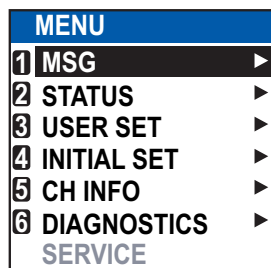 MENU
1 MSG ▶
2 STATUS ▶
3 USER SET ▶
4 INITIAL SET ▶
5 CH INFO ▶
6 DIAGNOSTICS ▶
SERVICE